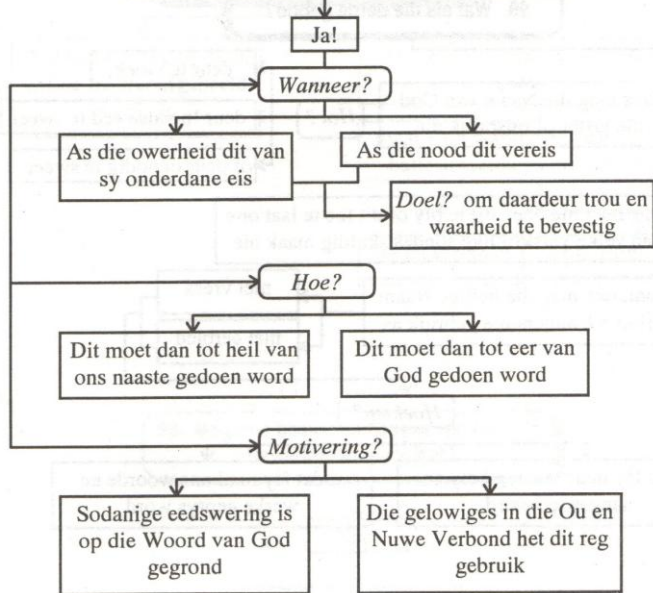 Ja!
Wanneer?
As die owerheid dit van
sy onderdane eis
As die nood dit vereis
Doel? om daardeur trou en
waarheid te bevestig
Hoe?
Dit moet dan tot heil van
ons naaste gedoen word
Dit moet dan tot eer van
God gedoen word
Motivering?
Sodanige eedswering is
op die Woord van God
gegrond
Die gelowiges in die Ou en
Nuwe Verbond het dit reg
gebruik